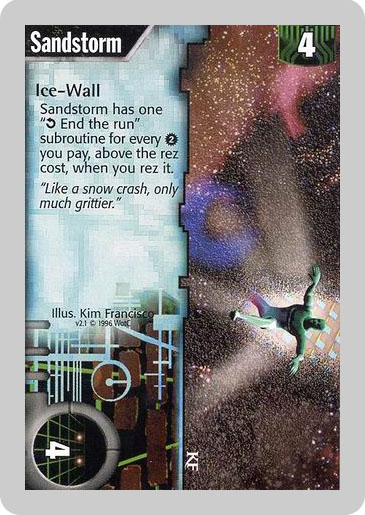 Sandstorm
4
Ice-Wall
Sandstorm has one
"➲ End the run"
subroutine for every 2
you pay, above the rez
cost, when you rez it.
"Like a snow crash, only
much grittier."
Illus. Kim Francisco
v2.1 © 1996 WotC
4
KF